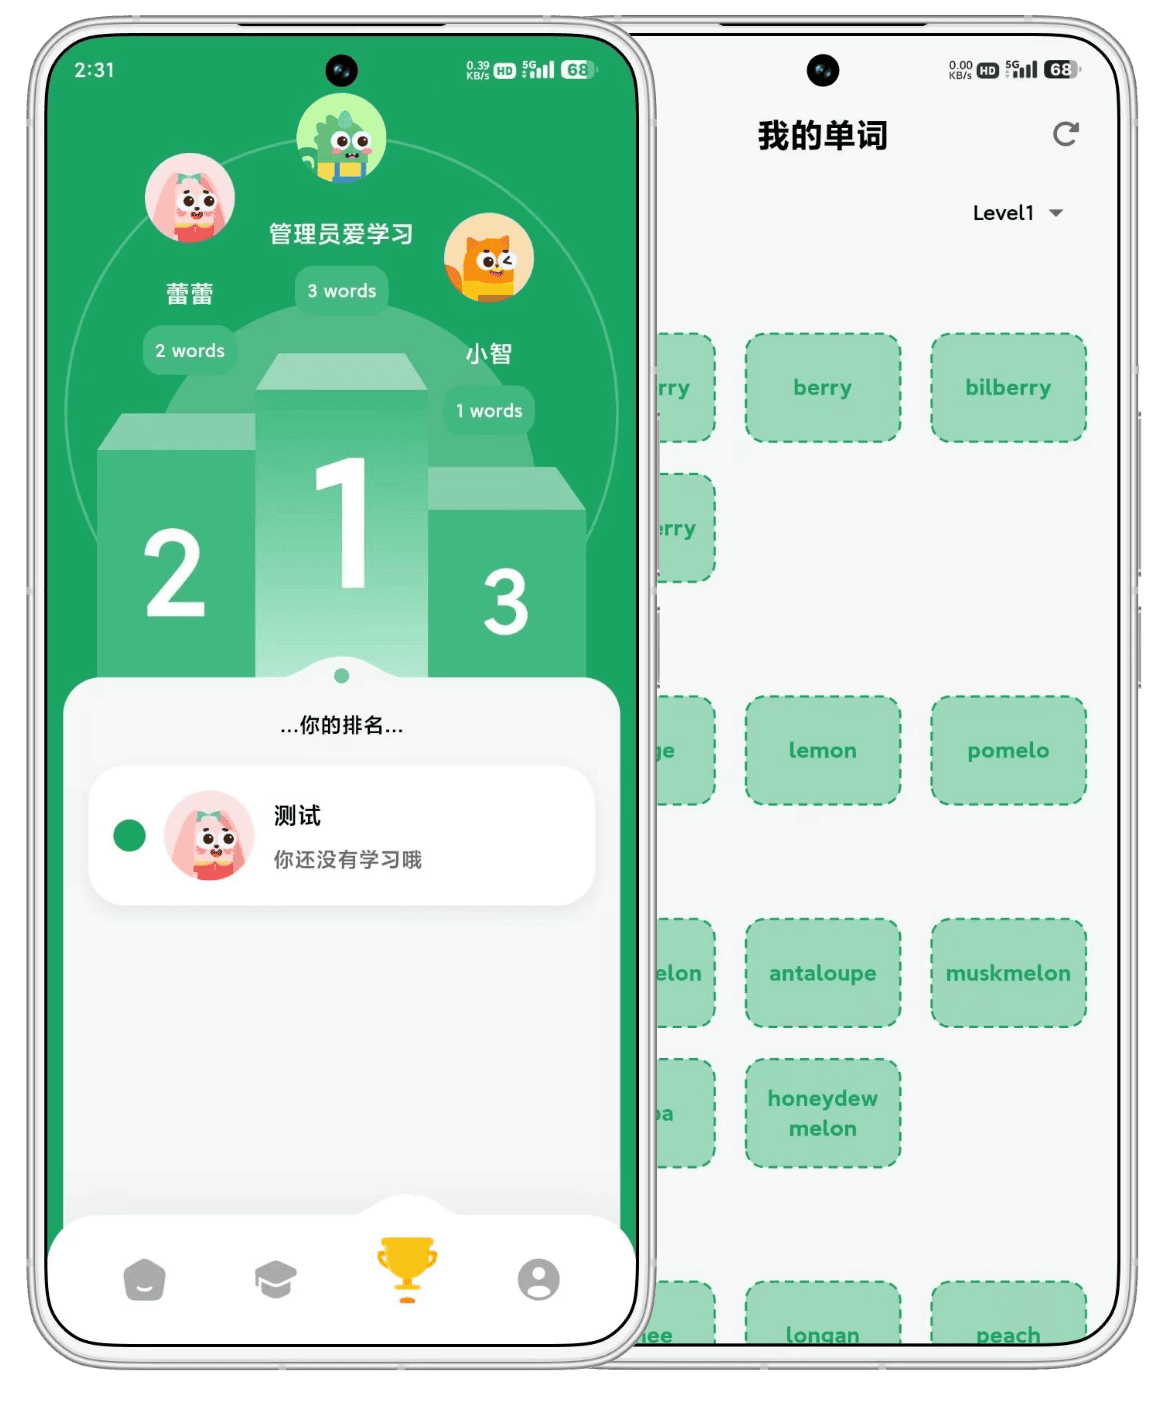 2:31
0.39
KB/s
HD
5G
68
管理员爱学习
3 words
蕾蕾
2 words
小智
1 words
1
2
3
...你的排名...
测试
你还没有学习哦
0.00
KB/s
HD
5G
68
我的单词
Level1
rry
berry
bilberry
erry
ge
lemon
pomelo
elon
antaloupe
muskmelon
pa
honeydew
melon
hee
longan
peach